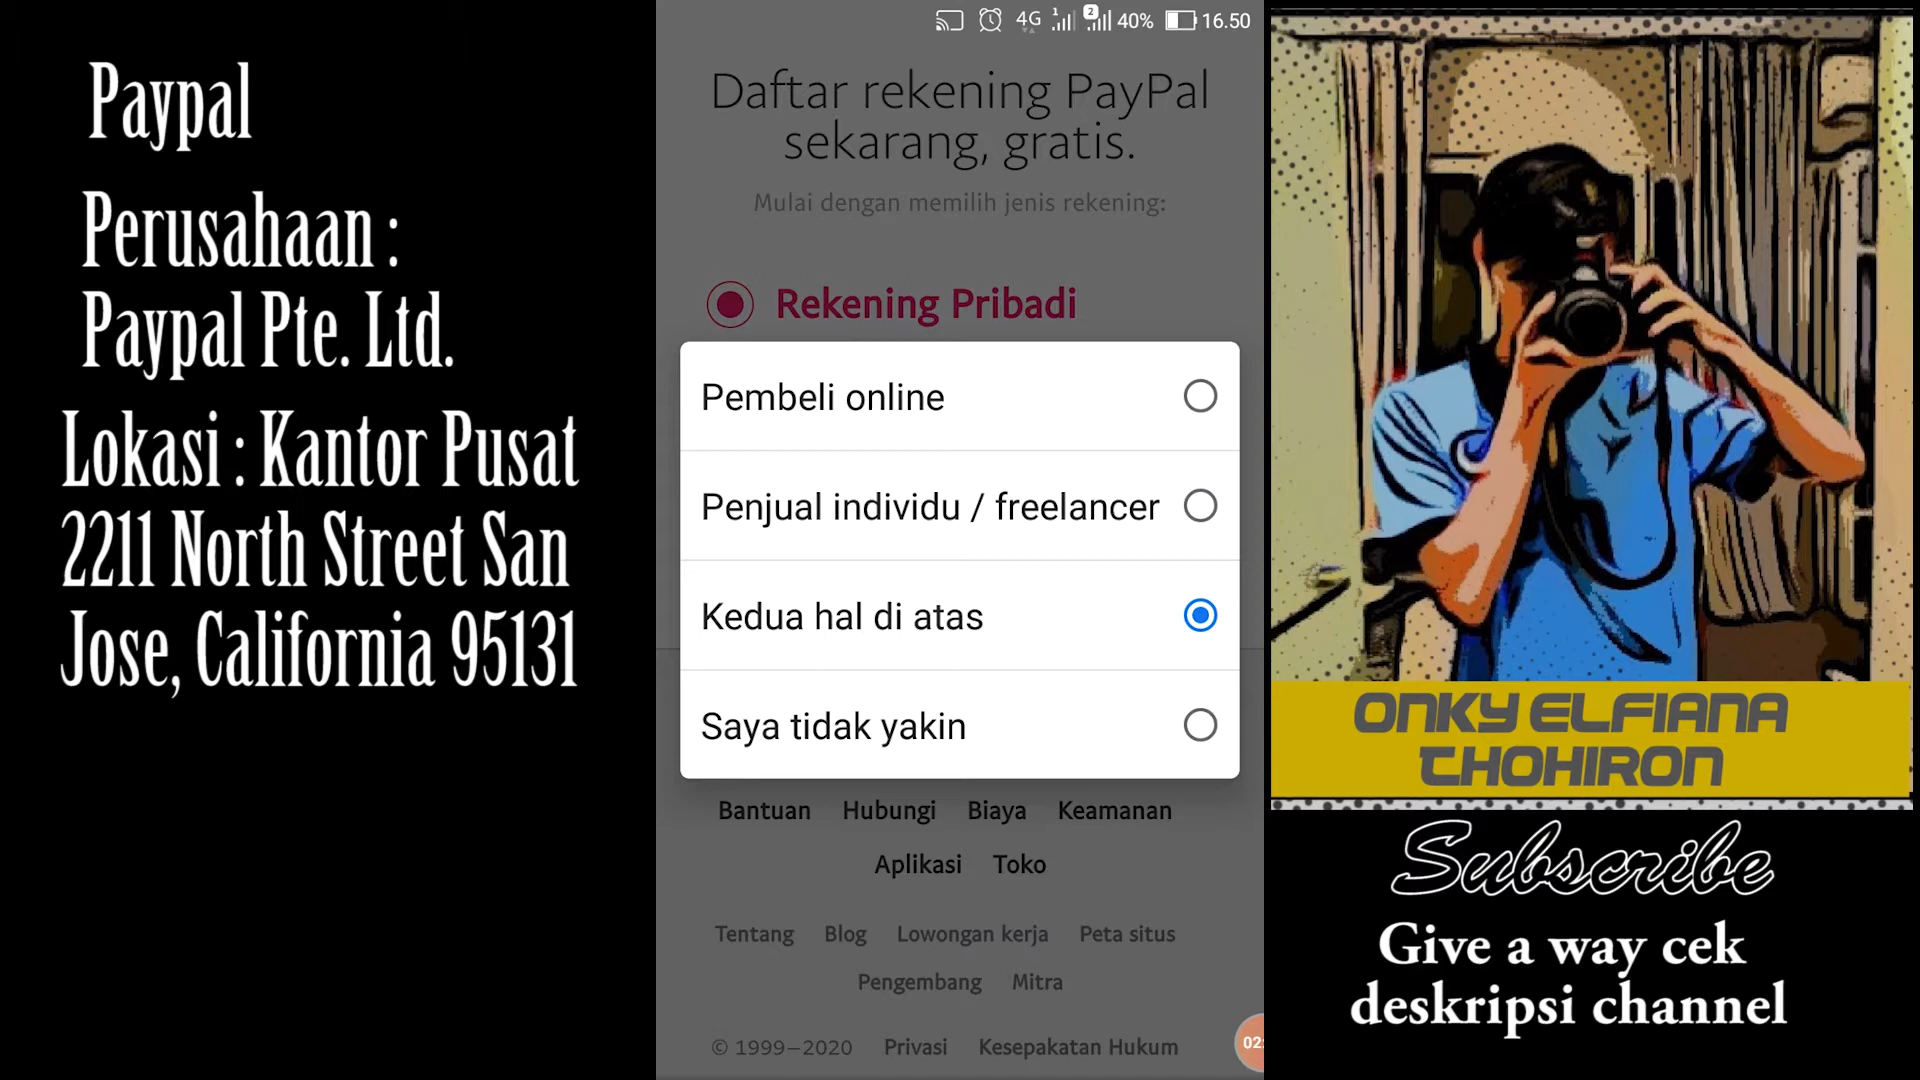 Paypal
Perusahaan :
Paypal Pte. Ltd.
Lokasi : Kantor Pusat
2211 North Street San
Jose, California 95131
4G 1 2 40% 16.50
Daftar rekening PayPal
sekarang, gratis.
Mulai dengan memilih jenis rekening:
Rekening Pribadi
Pembeli online
Penjual individu / freelancer
Kedua hal di atas
Saya tidak yakin
Bantuan Hubungi Biaya Keamanan
Aplikasi Toko
Tentang Blog Lowongan kerja Peta situs
Pengembang Mitra
© 1999–2020 Privasi Kesepakatan Hukum
ONKY ELFIANA
THOHIRON
Subscribe
Give a way cek
deskripsi channel